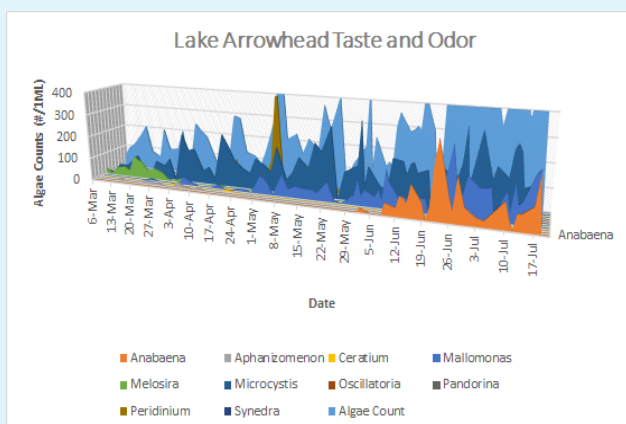 Lake Arrowhead Taste and Odor
Algae Counts (#/1ML)
400
300
200
100
0
6-Mar
13-Mar
20-Mar
27-Mar
3-Apr
10-Apr
17-Apr
24-Apr
1-May
8-May
15-May
22-May
29-May
5-Jun
12-Jun
19-Jun
26-Jun
3-Jul
10-Jul
17-Jul
Anabaena
Date
Anabaena Aphanizomenon Ceratium Mallomonas
Melosira Microcystis Oscillatoria Pandorina
Peridinium Synedra Algae Count